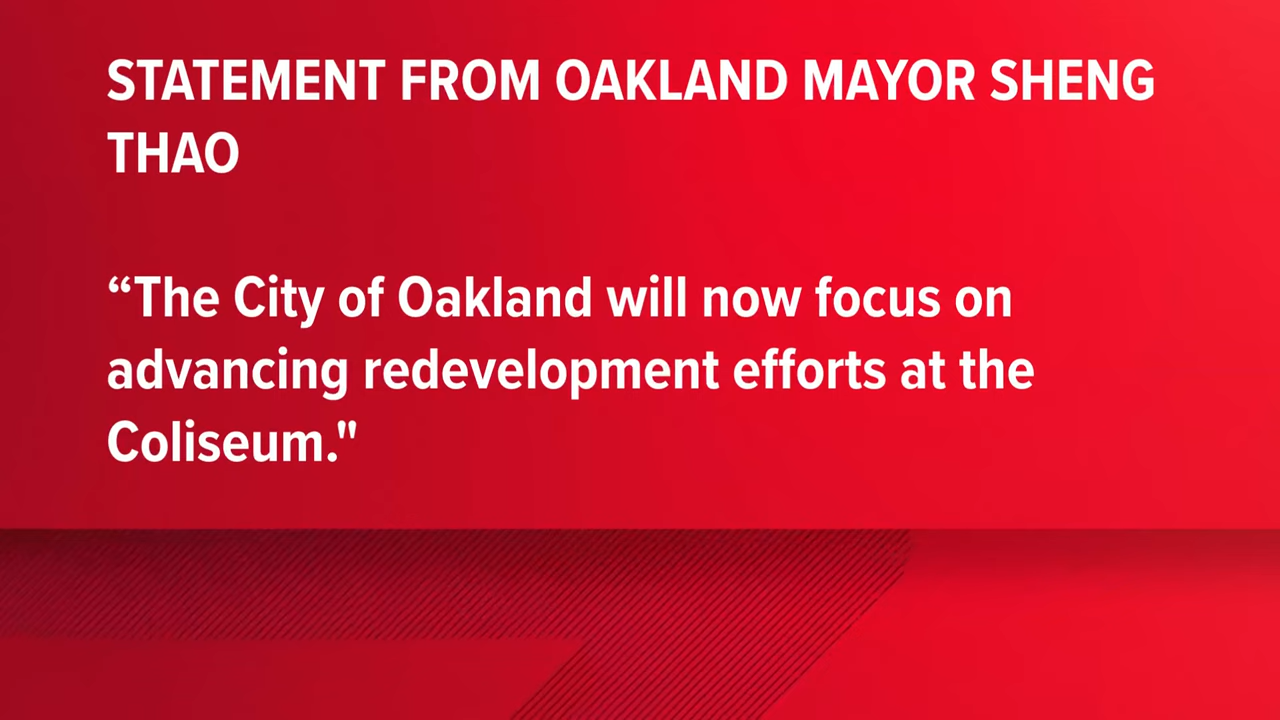 STATEMENT FROM OAKLAND MAYOR SHENG
THAO
“The City of Oakland will now focus on
advancing redevelopment efforts at the
Coliseum."